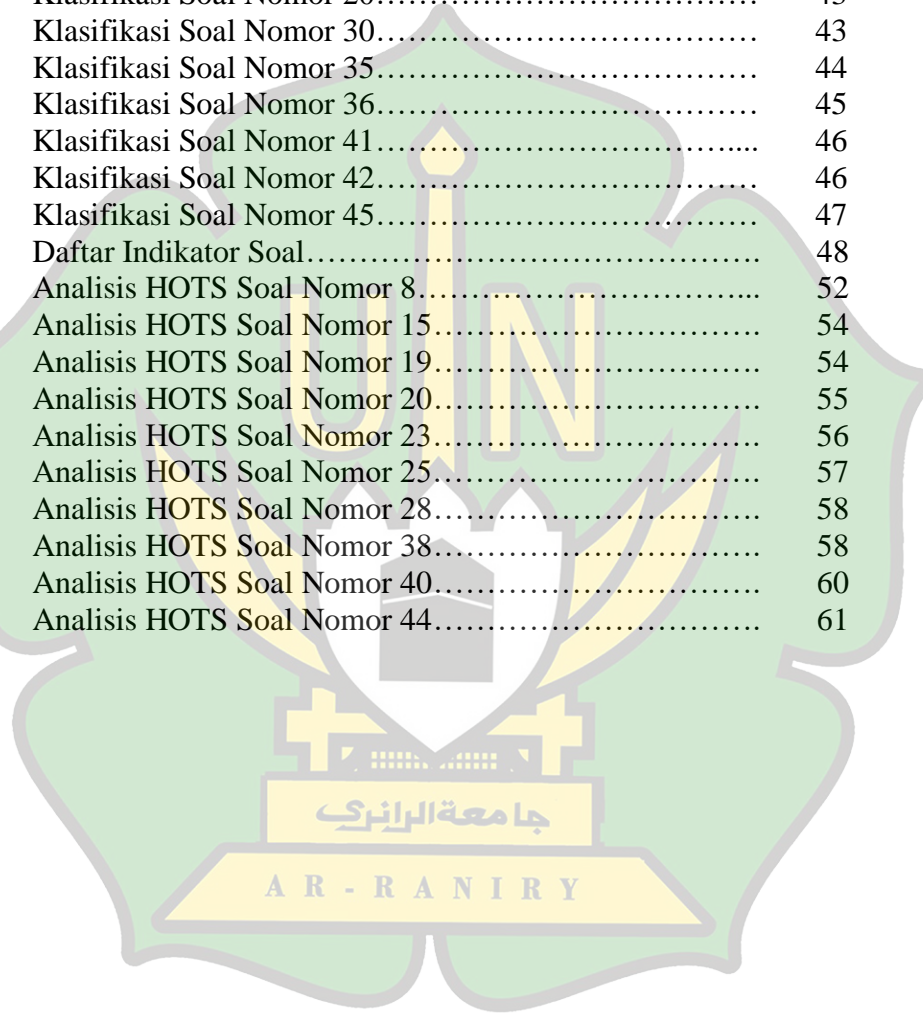 Klasifikasi Soal Nomor 30……………………………… 43
Klasifikasi Soal Nomor 35……………………………… 44
Klasifikasi Soal Nomor 36……………………………… 45
Klasifikasi Soal Nomor 41…………………………….... 46
Klasifikasi Soal Nomor 42……………………………… 46
Klasifikasi Soal Nomor 45……………………………… 47
Daftar Indikator Soal……………………………………. 48
Analisis HOTS Soal Nomor 8…………………………... 52
Analisis HOTS Soal Nomor 15…………………………. 54
Analisis HOTS Soal Nomor 19…………………………. 54
Analisis HOTS Soal Nomor 20…………………………. 55
Analisis HOTS Soal Nomor 23…………………………. 56
Analisis HOTS Soal Nomor 25…………………………. 57
Analisis HOTS Soal Nomor 28…………………………. 58
Analisis HOTS Soal Nomor 38…………………………. 58
Analisis HOTS Soal Nomor 40…………………………. 60
Analisis HOTS Soal Nomor 44…………………………. 61
UIN
جامعة الرانري
AR-RANIRY